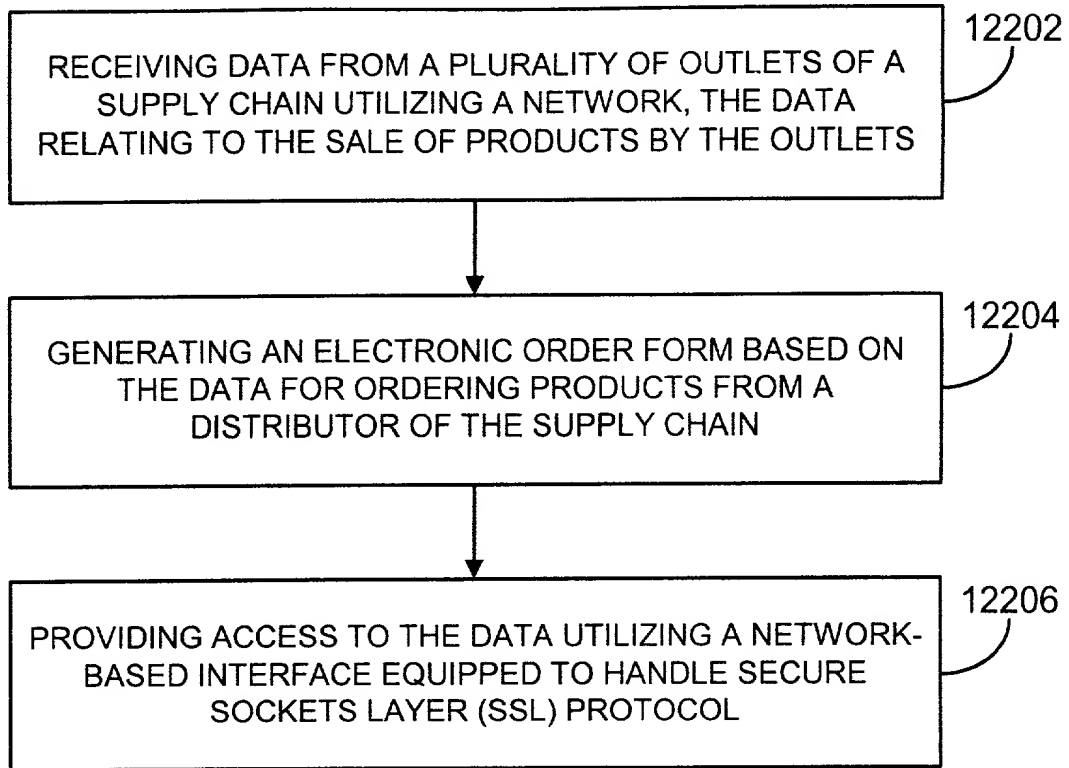 12202
RECEIVING DATA FROM A PLURALITY OF OUTLETS OF A
SUPPLY CHAIN UTILIZING A NETWORK, THE DATA
RELATING TO THE SALE OF PRODUCTS BY THE OUTLETS
12204
GENERATING AN ELECTRONIC ORDER FORM BASED ON
THE DATA FOR ORDERING PRODUCTS FROM A
DISTRIBUTOR OF THE SUPPLY CHAIN
12206
PROVIDING ACCESS TO THE DATA UTILIZING A NETWORK-
BASED INTERFACE EQUIPPED TO HANDLE SECURE
SOCKETS LAYER (SSL) PROTOCOL